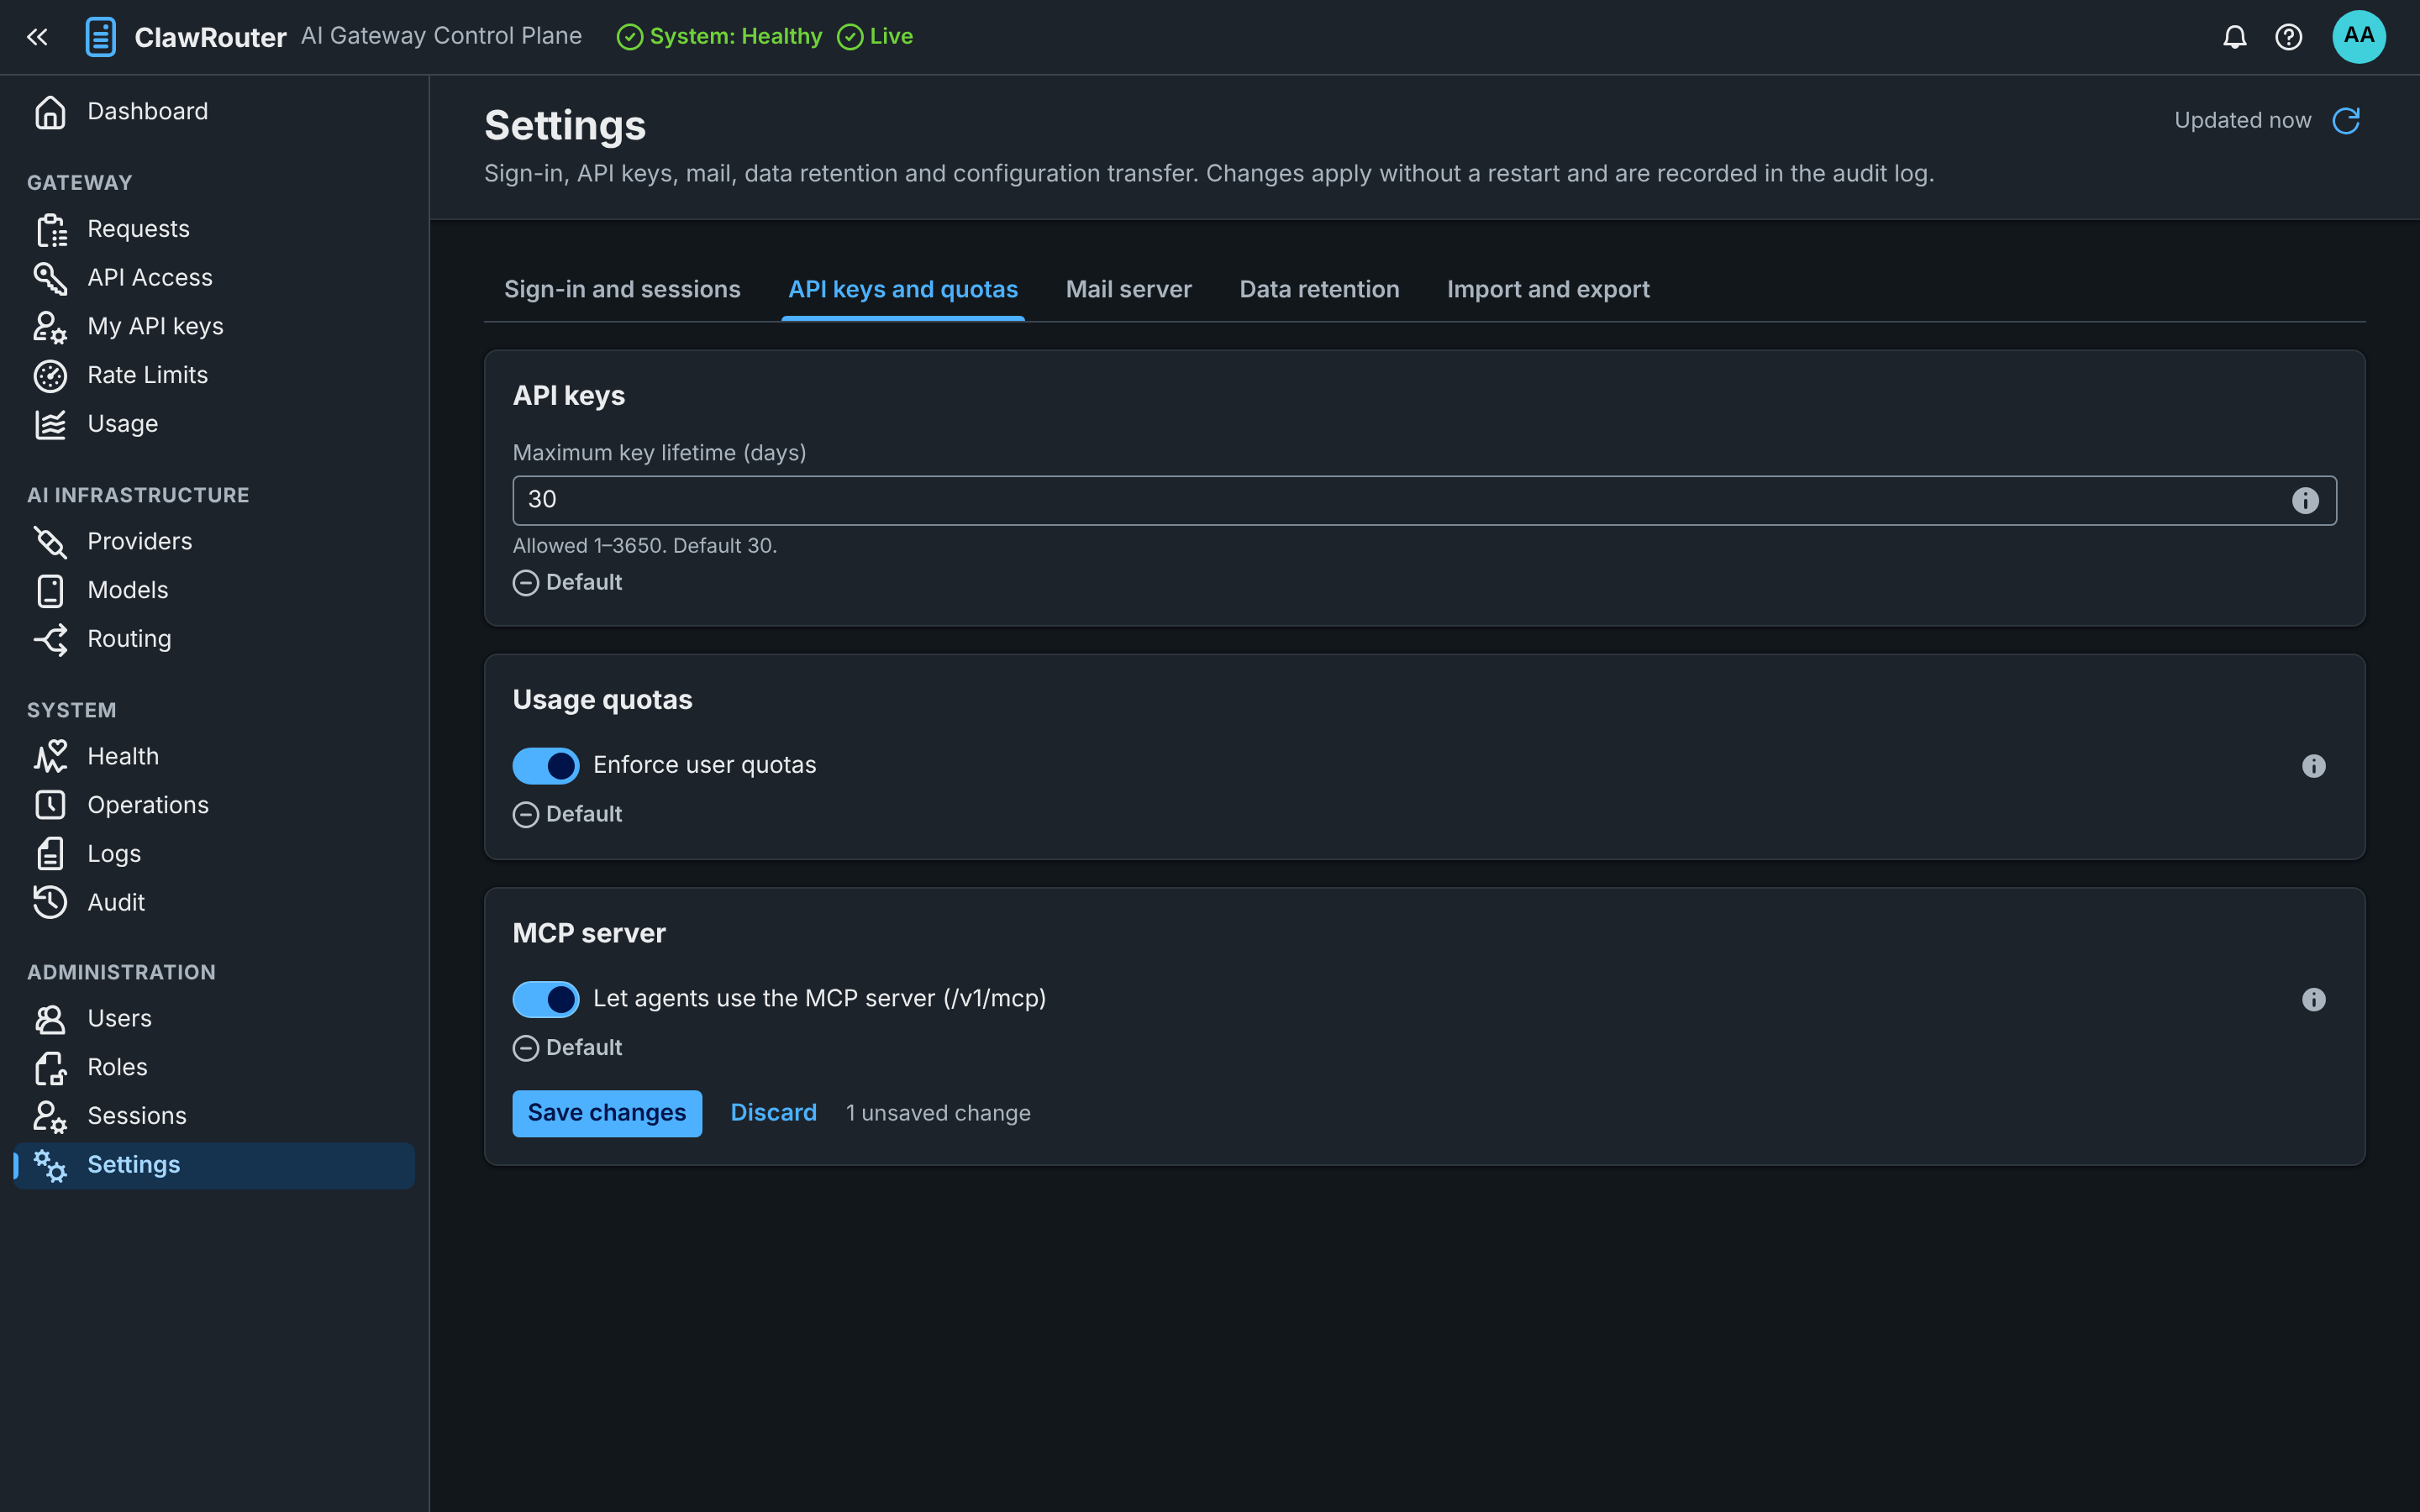 ClawRouter AI Gateway Control Plane System: Healthy Live AA
Dashboard
GATEWAY
Requests
API Access
My API keys
Rate Limits
Usage
AI INFRASTRUCTURE
Providers
Models
Routing
SYSTEM
Health
Operations
Logs
Audit
ADMINISTRATION
Users
Roles
Sessions
Settings
Settings
Updated now
Sign-in, API keys, mail, data retention and configuration transfer. Changes apply without a restart and are recorded in the audit log.
Sign-in and sessions API keys and quotas Mail server Data retention Import and export
API keys
Maximum key lifetime (days)
30
Allowed 1–3650. Default 30.
Default
Usage quotas
Enforce user quotas
Default
MCP server
Let agents use the MCP server (/v1/mcp)
Default
Save changes Discard 1 unsaved change